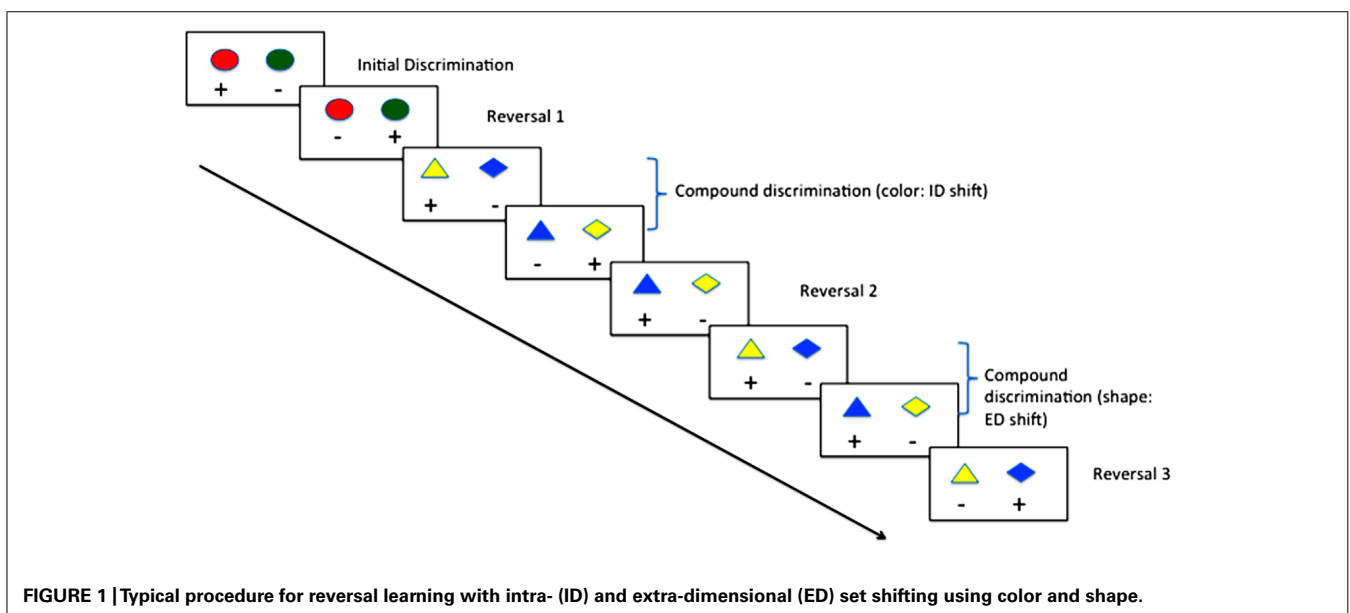 Initial Discrimination
+ -
Reversal 1
- +
Compound discrimination (color: ID shift)
+ -
- +
Reversal 2
+ -
+ -
Compound
discrimination (shape:
ED shift)
+ -
Reversal 3
- +
FIGURE 1 | Typical procedure for reversal learning with intra- (ID) and extra-dimensional (ED) set shifting using color and shape.